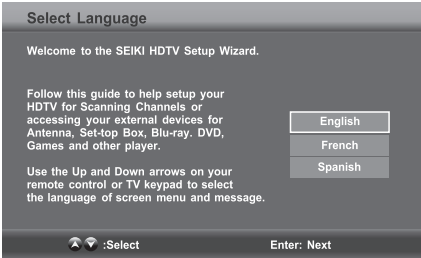 Select Language
Welcome to the SEIKI HDTV Setup Wizard.
Follow this guide to help setup your
HDTV for Scanning Channels or
accessing your external devices for
Antenna, Set-top Box, Blu-ray. DVD,
Games and other player.
Use the Up and Down arrows on your
remote control or TV keypad to select
the language of screen menu and message.
English
French
Spanish
:Select
Enter: Next